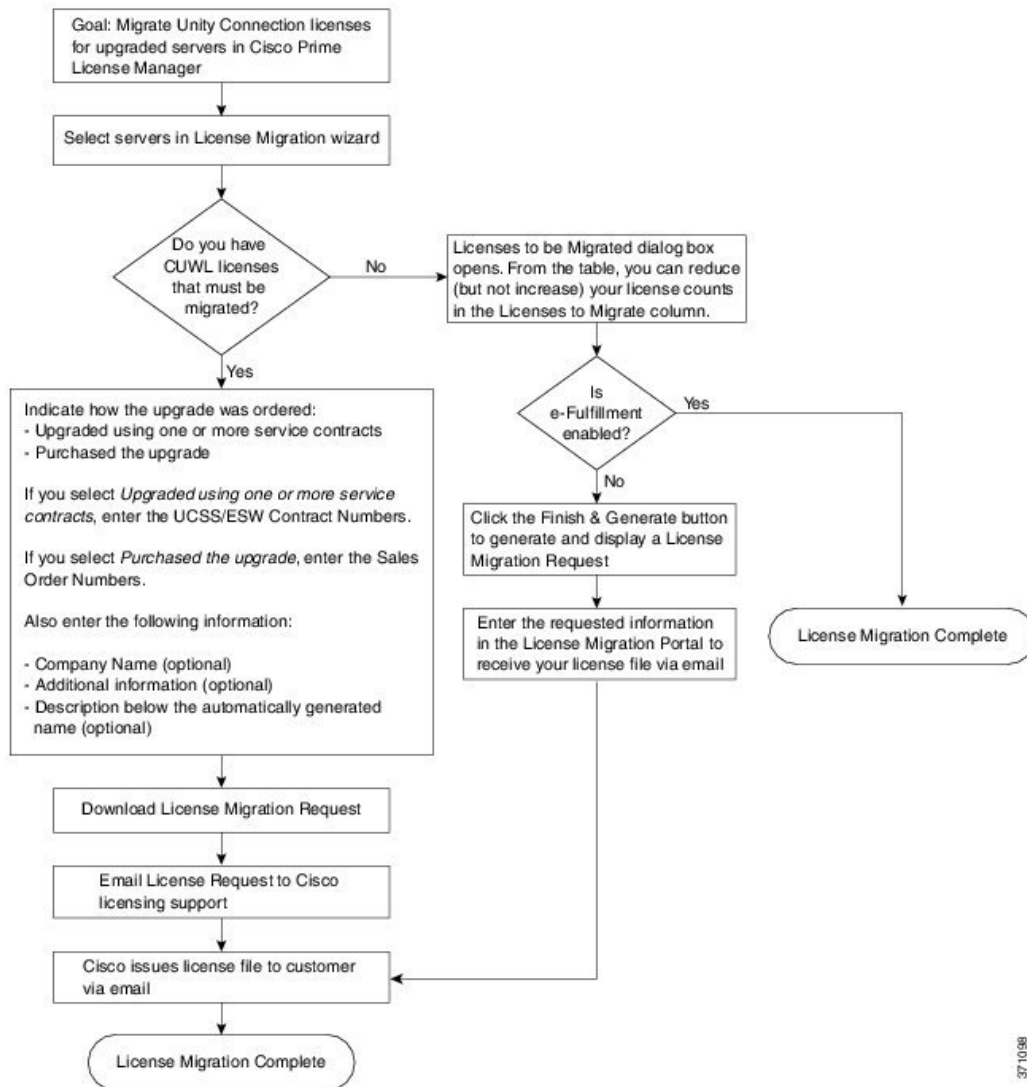 Goal: Migrate Unity Connection licenses
for upgraded servers in Cisco Prime
License Manager
Select servers in License Migration wizard
Do you have
CUWL licenses
that must be
migrated?
No
Licenses to be Migrated dialog box
opens. From the table, you can reduce
(but not increase) your license counts
in the Licenses to Migrate column.
Yes
Indicate how the upgrade was ordered:
- Upgraded using one or more service contracts
- Purchased the upgrade
If you select Upgraded using one or more service
contracts, enter the UCSS/ESW Contract Numbers.
If you select Purchased the upgrade, enter the Sales
Order Numbers.
Also enter the following information:
- Company Name (optional)
- Additional information (optional)
- Description below the automatically generated
name (optional)
Is
e-Fulfillment
enabled?
Yes
No
Click the Finish & Generate button
to generate and display a License
Migration Request
Enter the requested information
in the License Migration Portal to
receive your license file via email
License Migration Complete
Download License Migration Request
Email License Request to Cisco
licensing support
Cisco issues license file to customer
via email
License Migration Complete
371098